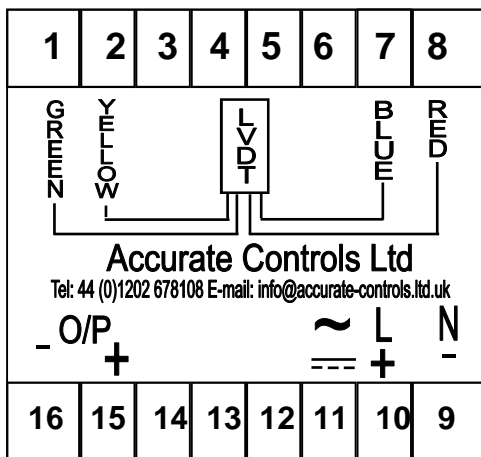 1 2 3 4 5 6 7 8
GREEN YELLOW LVDT BLUE RED
Accurate Controls Ltd
Tel: 44 (0)1202 678108 E-mail: info@accurate-controls.ltd.uk
- O/P + ~ L + N -
16 15 14 13 12 11 10 9